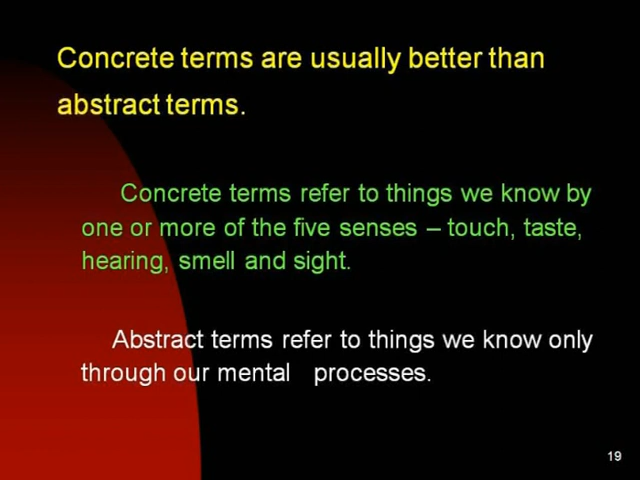 Concrete terms are usually better than
abstract terms.
Concrete terms refer to things we know by
one or more of the five senses – touch, taste,
hearing, smell and sight.
Abstract terms refer to things we know only
through our mental processes.
19